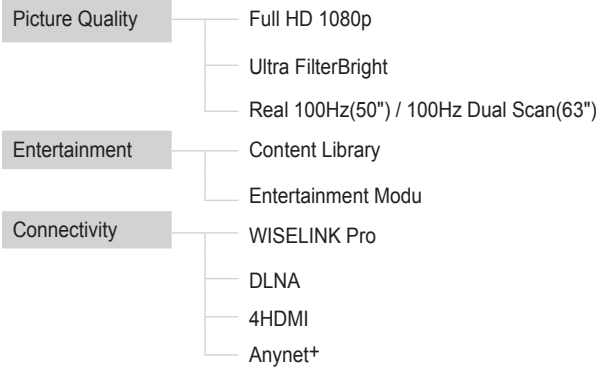 Picture Quality
Full HD 1080p
Ultra FilterBright
Real 100Hz(50") / 100Hz Dual Scan(63")
Entertainment
Content Library
Entertainment Modu
Connectivity
WISELINK Pro
DLNA
4HDMI
Anynet+